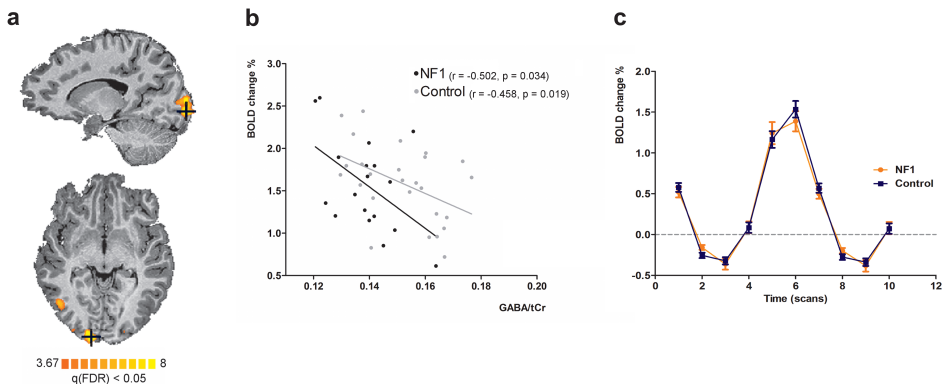 a
3.67 8
q(FDR) < 0.05
b
BOLD change %
3.0
2.5
2.0
1.5
1.0
0.5
0.12 0.14 0.16 0.18 0.20
GABA/tCr
NF1 (r = -0.502, p = 0.034)
Control (r = -0.458, p = 0.019)
c
BOLD change %
2.0
1.5
1.0
0.5
0.0
-0.5
0 2 4 6 8 10 12
Time (scans)
NF1
Control